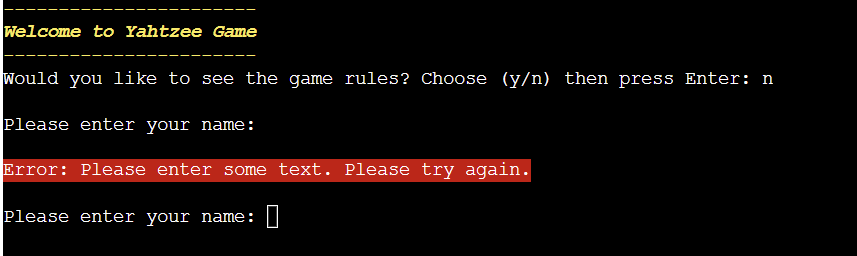 -----------------------
Welcome to Yahtzee Game
-----------------------
Would you like to see the game rules? Choose (y/n) then press Enter: n
Please enter your name:
Error: Please enter some text. Please try again.
Please enter your name: